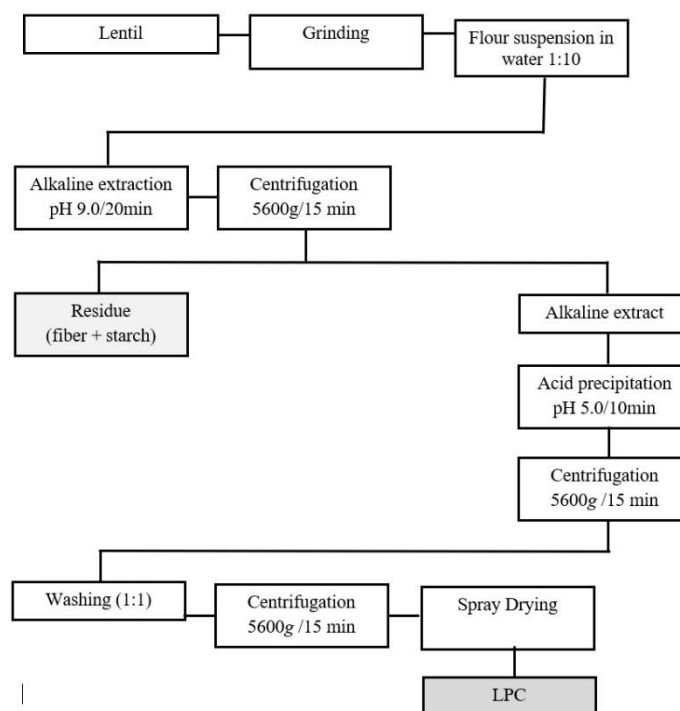 Lentil
Grinding
Flour suspension in
water 1:10
Alkaline extraction
pH 9.0/20min
Centrifugation
5600g/15 min
Residue
(fiber + starch)
Alkaline extract
Acid precipitation
pH 5.0/10min
Centrifugation
5600g /15 min
Washing (1:1)
Centrifugation
5600g /15 min
Spray Drying
LPC